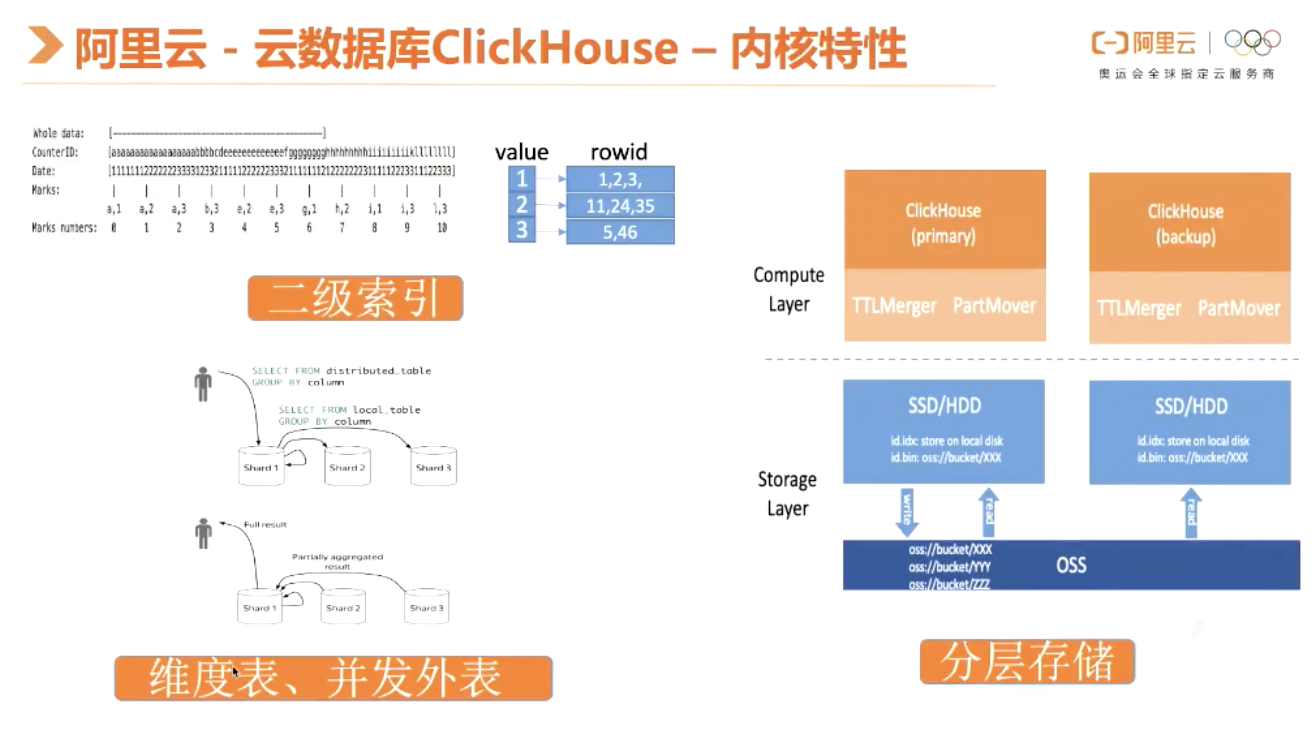 阿里云 - 云数据库ClickHouse – 内核特性
阿里云
奥运会全球指定云服务商
Whole data: [---------------------------------------------]
CounterID:
Date:
Marks: | | | | | | | | | | |
a,1 a,2 a,3 b,3 e,2 e,3 g,1 h,2 i,1 i,3 l,3
Marks numbers: 0 1 2 3 4 5 6 7 8 9 10
value rowid
1 1,2,3,
2 11,24,35
3 5,46
二级索引
SELECT FROM distributed_table
GROUP BY column
SELECT FROM local_table
GROUP BY column
Shard 1 Shard 2 Shard 3
Full result
Partially aggregated
result
Shard 1 Shard 2 Shard 3
维度表、并发外表
Compute
Layer
ClickHouse
(primary)
TTLMerger PartMover
ClickHouse
(backup)
TTLMerger PartMover
Storage
Layer
SSD/HDD
id.idx: store on local disk
id.bin: oss://bucket/XXX
SSD/HDD
id.idx: store on local disk
id.bin: oss://bucket/XXX
write
read
read
oss://bucket/XXX
oss://bucket/YYY
oss://bucket/ZZZ
OSS
分层存储